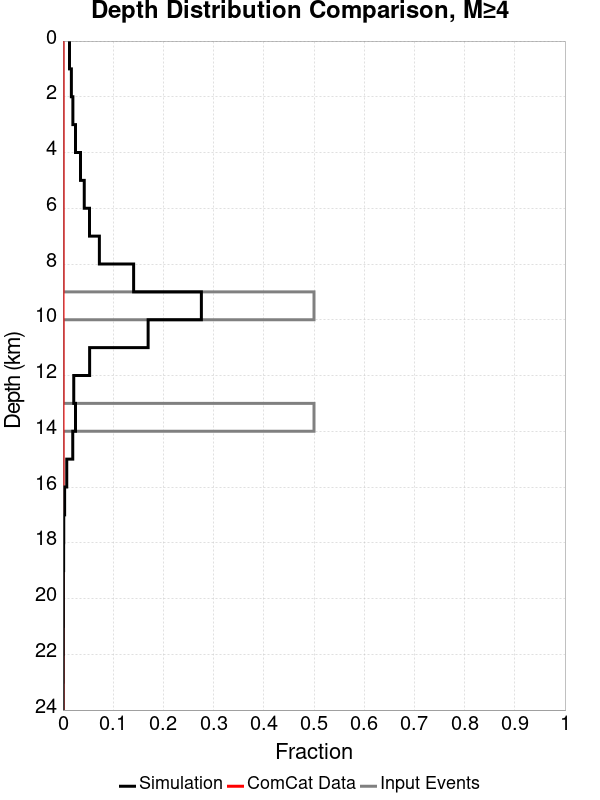 Depth Distribution Comparison, M≥4
0
2
4
6
8
10
12
14
16
18
20
22
24
Depth (km)
0 0.1 0.2 0.3 0.4 0.5 0.6 0.7 0.8 0.9 1
Fraction
Simulation ComCat Data Input Events